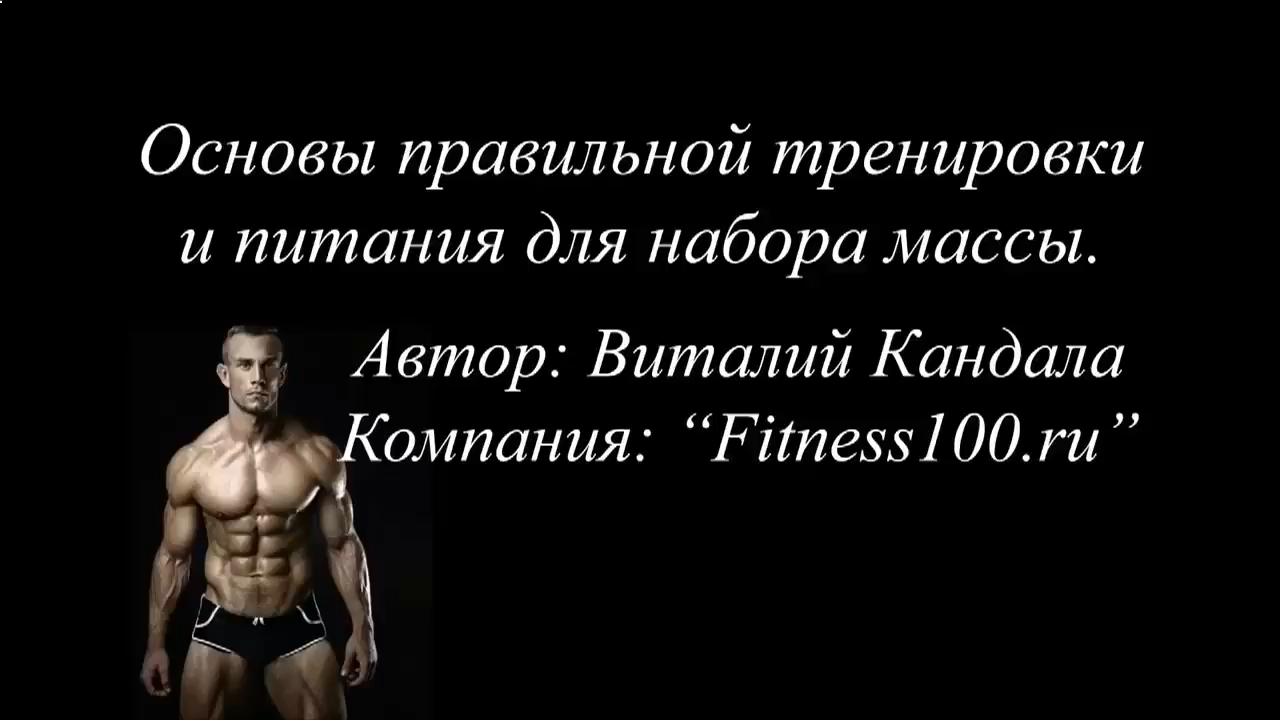 Основы правильной тренировки
и питания для набора массы.
Автор: Виталий Кандала
Компания: “Fitness100.ru”